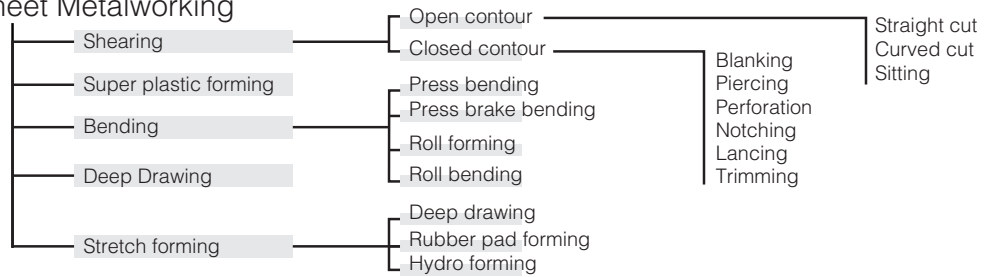 heet Metalworking
Shearing
Super plastic forming
Bending
Deep Drawing
Stretch forming
Open contour
Closed contour
Press bending
Press brake bending
Roll forming
Roll bending
Deep drawing
Rubber pad forming
Hydro forming
Blanking
Piercing
Perforation
Notching
Lancing
Trimming
Straight cut
Curved cut
Sitting